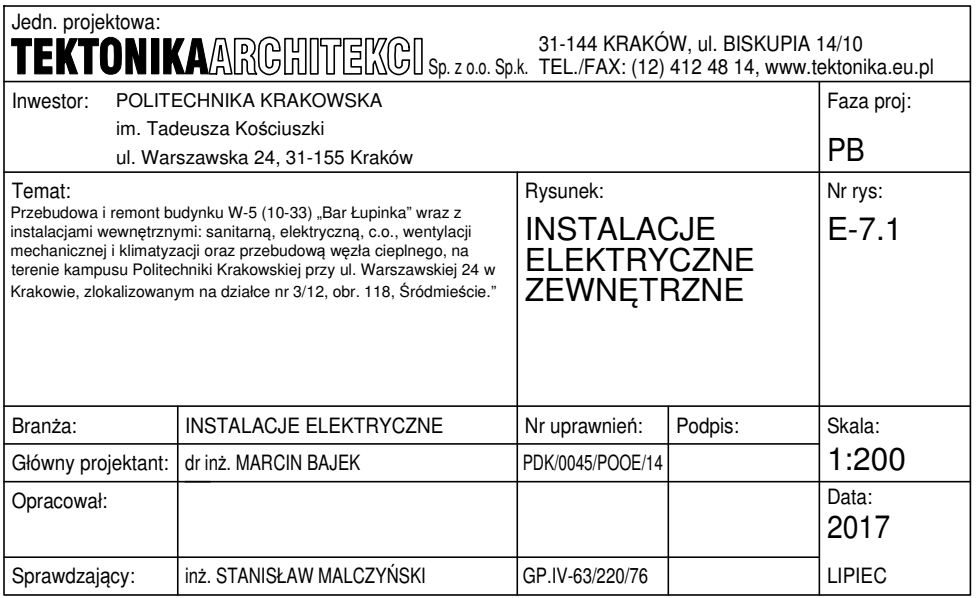 Jedn. projektowa:
TEKTONIKAARCHITEKCI Sp. z o.o. Sp.k.
31-144 KRAKÓW, ul. BISKUPIA 14/10
TEL./FAX: (12) 412 48 14, www.tektonika.eu.pl
Inwestor: POLITECHNIKA KRAKOWSKA
im. Tadeusza Kościuszki
ul. Warszawska 24, 31-155 Kraków
Faza proj:
PB
Temat:
Przebudowa i remont budynku W-5 (10-33) „Bar Łupinka” wraz z
instalacjami wewnętrznymi: sanitarną, elektryczną, c.o., wentylacji
mechanicznej i klimatyzacji oraz przebudową węzła cieplnego, na
terenie kampusu Politechniki Krakowskiej przy ul. Warszawskiej 24 w
Krakowie, zlokalizowanym na działce nr 3/12, obr. 118, Śródmieście.”
Rysunek:
INSTALACJE
ELEKTRYCZNE
ZEWNĘTRZNE
Nr rys:
E-7.1
Branża: INSTALACJE ELEKTRYCZNE Nr uprawnień: Podpis:
Skala:
1:200
Główny projektant: dr inż. MARCIN BAJEK PDK/0045/POOE/14
Opracował:
Data:
2017
Sprawdzający: inż. STANISŁAW MALCZYŃSKI GP.IV-63/220/76
LIPIEC